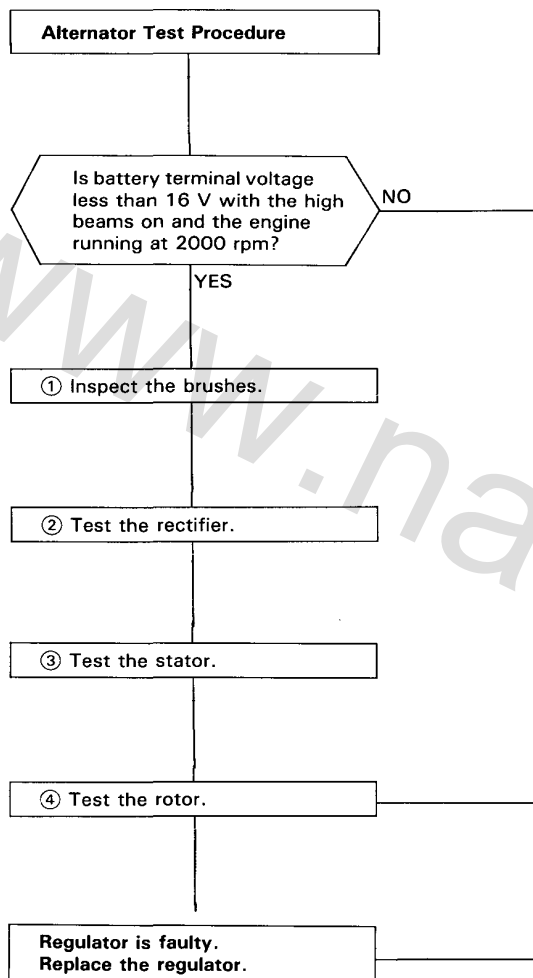 Alternator Test Procedure
Is battery terminal voltage
less than 16 V with the high
beams on and the engine
running at 2000 rpm?
NO
YES
① Inspect the brushes.
② Test the rectifier.
③ Test the stator.
④ Test the rotor.
Regulator is faulty.
Replace the regulator.
www.na